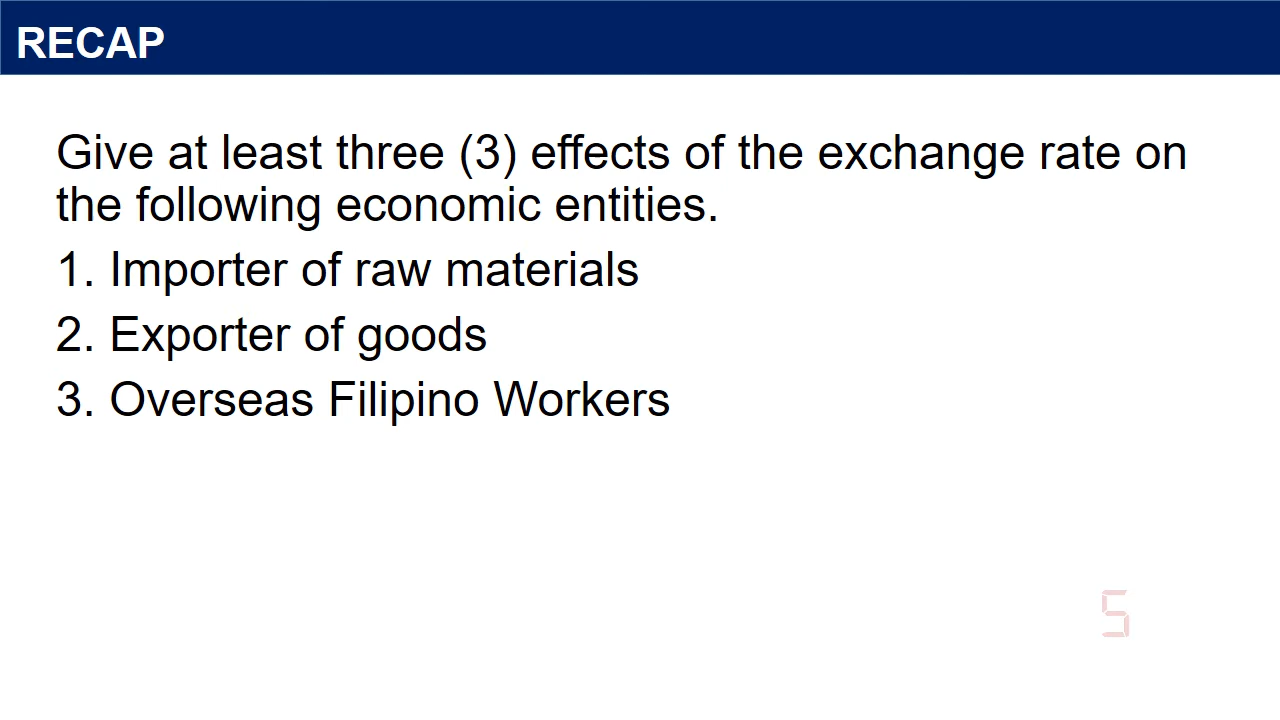 RECAP
Give at least three (3) effects of the exchange rate on
the following economic entities.
1. Importer of raw materials
2. Exporter of goods
3. Overseas Filipino Workers
5